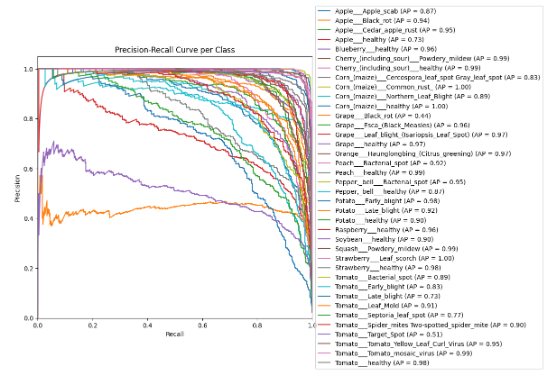 Precision-Recall Curve per Class
1.0
0.8
0.6
0.4
0.2
0.0
Precision
0.0
0.2
0.4
0.6
0.8
1.0
Recall
Apple___Apple_scab (AP = 0.87)
Apple___Black_rot (AP = 0.94)
Apple___Cedar_apple_rust (AP = 0.95)
Apple___healthy (AP = 0.73)
Blueberry___healthy (AP = 0.96)
Cherry_(including_sour)___Powdery_mildew (AP = 0.99)
Cherry_(including_sour)___healthy (AP = 0.99)
Corn_(maize)___Cercospora_leaf_spot Gray_leaf_spot (AP = 0.83)
Corn_(maize)___Common_rust_ (AP = 1.00)
Corn_(maize)___Northern_Leaf_Blight (AP = 0.89)
Corn_(maize)___healthy (AP = 1.00)
Grape___Black_rot (AP = 0.44)
Grape___Esca_(Black_Measles) (AP = 0.96)
Grape___Leaf_blight_(Isariopsis_Leaf_Spot) (AP = 0.97)
Grape___healthy (AP = 0.97)
Orange___Haunglongbing_(Citrus_greening) (AP = 0.97)
Peach___Bacterial_spot (AP = 0.92)
Peach___healthy (AP = 0.99)
Pepper,_bell___Bacterial_spot (AP = 0.95)
Pepper,_bell___healthy (AP = 0.87)
Potato___Early_blight (AP = 0.98)
Potato___Late_blight (AP = 0.92)
Potato___healthy (AP = 0.90)
Raspberry___healthy (AP = 0.96)
Soybean___healthy (AP = 0.90)
Squash___Powdery_mildew (AP = 0.99)
Strawberry___Leaf_scorch (AP = 1.00)
Strawberry___healthy (AP = 0.98)
Tomato___Bacterial_spot (AP = 0.89)
Tomato___Early_blight (AP = 0.83)
Tomato___Late_blight (AP = 0.73)
Tomato___Leaf_Mold (AP = 0.91)
Tomato___Septoria_leaf_spot (AP = 0.77)
Tomato___Spider_mites Two-spotted_spider_mite (AP = 0.90)
Tomato___Target_Spot (AP = 0.51)
Tomato___Tomato_Yellow_Leaf_Curl_Virus (AP = 0.95)
Tomato___Tomato_mosaic_virus (AP = 0.99)
Tomato___healthy (AP = 0.98)